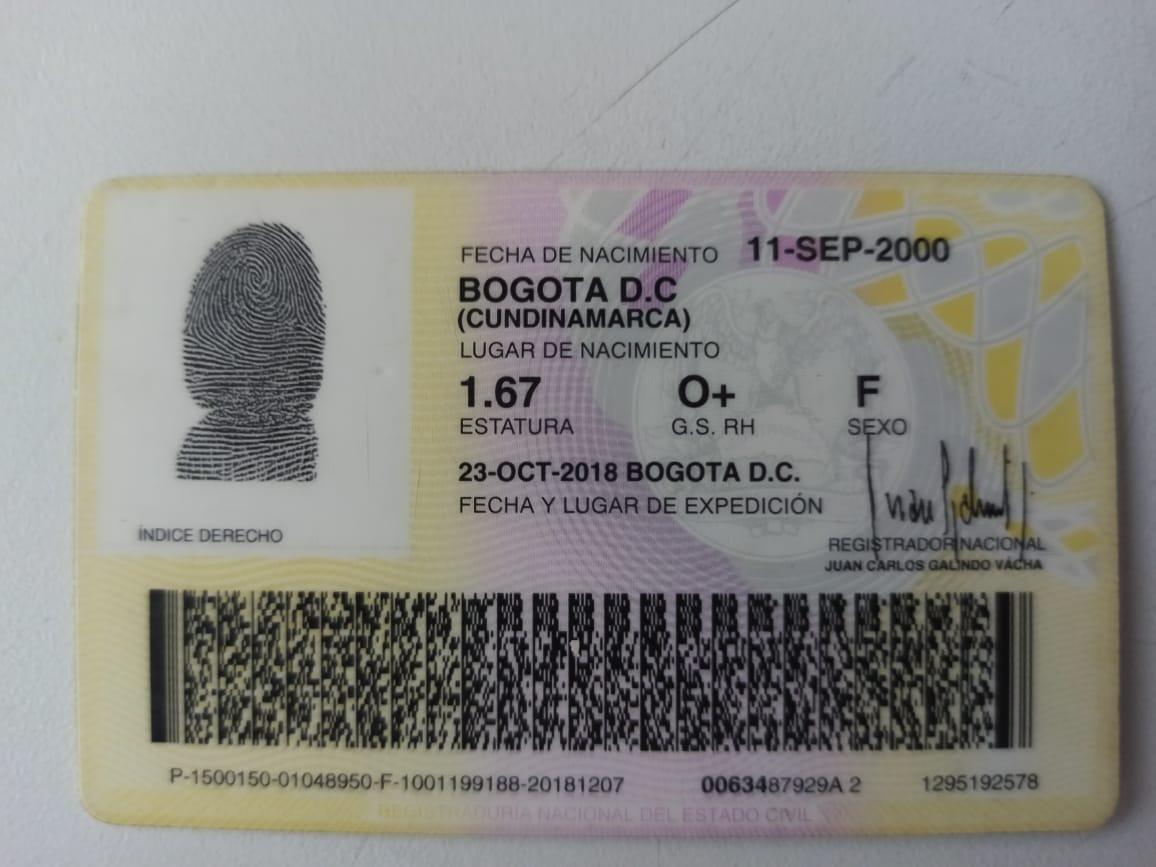 FECHA DE NACIMIENTO 11-SEP-2000
BOGOTA D.C
(CUNDINAMARCA)
LUGAR DE NACIMIENTO
1.67 O+ F
ESTATURA G.S. RH SEXO
23-OCT-2018 BOGOTA D.C.
FECHA Y LUGAR DE EXPEDICIÓN
ÍNDICE DERECHO
REGISTRADOR NACIONAL
JUAN CARLOS GALINDO VÁCHA
P-1500150-01048950-F-1001199188-20181207 0063487929A 2 1295192578
REGISTRADURIA NACIONAL DEL ESTADO CIVIL